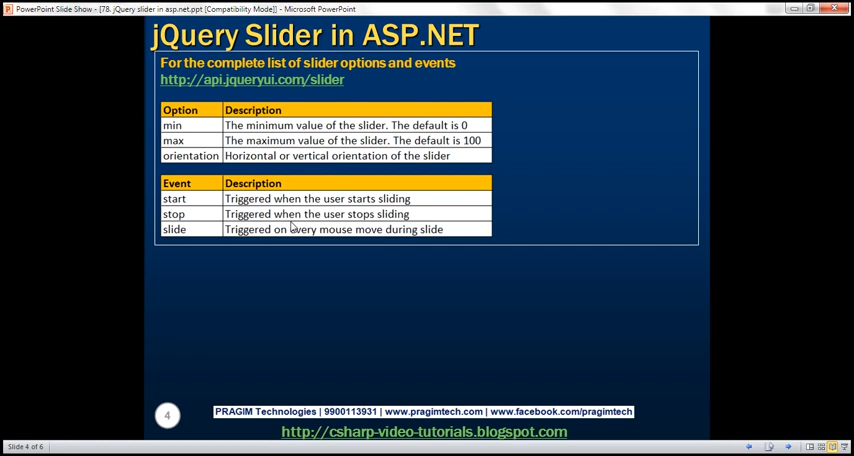 PowerPoint Slide Show - [78. jQuery slider in asp.net.ppt [Compatibility Mode]] - Microsoft PowerPoint
jQuery Slider in ASP.NET
For the complete list of slider options and events
http://api.jqueryui.com/slider
Option Description
min The minimum value of the slider. The default is 0
max The maximum value of the slider. The default is 100
orientation Horizontal or vertical orientation of the slider
Event Description
start Triggered when the user starts sliding
stop Triggered when the user stops sliding
slide Triggered on every mouse move during slide
4
PRAGIM Technologies | 9900113931 | www.pragimtech.com | www.facebook.com/pragimtech
http://csharp-video-tutorials.blogspot.com
Slide 4 of 6